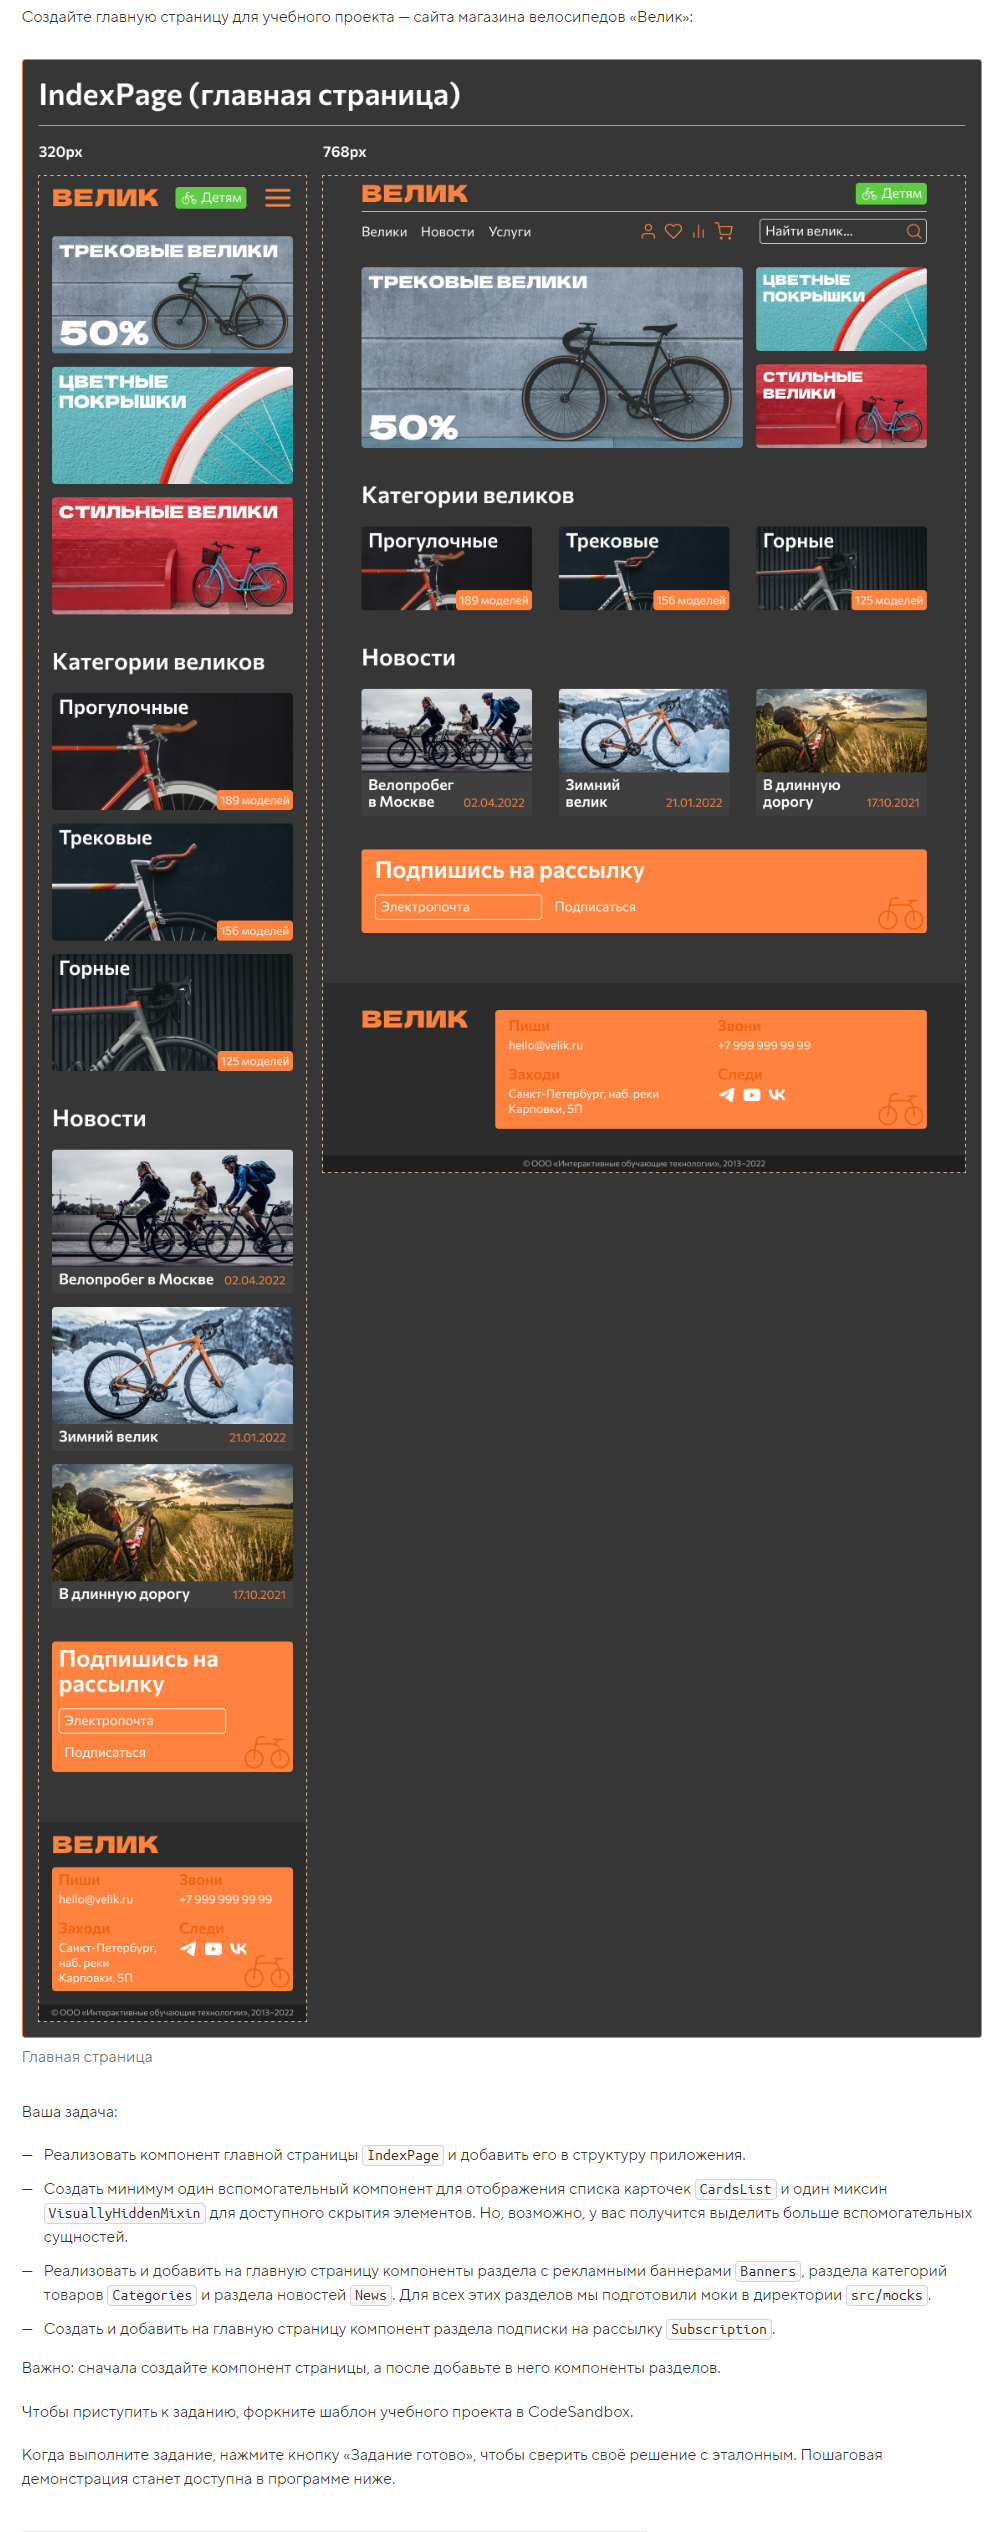 Создайте главную страницу для учебного проекта — сайта магазина велосипедов «Велик»:
IndexPage (главная страница)
320px
768px
ВЕЛИК
Детям
ТРЕКОВЫЕ ВЕЛИКИ
50%
ЦВЕТНЫЕ
ПОКРЫШКИ
СТИЛЬНЫЕ ВЕЛИКИ
Категории великов
Прогулочные
189 моделей
Трековые
156 моделей
Горные
125 моделей
Новости
Велопробег в Москве 02.04.2022
Зимний велик 21.01.2022
В длинную дорогу 17.10.2021
Подпишись на
рассылку
Электропочта
Подписаться
ВЕЛИК
Пиши Звони
hello@velik.ru +7 999 999 99 99
Заходи Следи
Санкт-Петербург,
наб. реки
Карповки, 5П
© ООО «Интерактивные обучающие технологии», 2013–2022
ВЕЛИК
Детям
Велики Новости Услуги
Найти велик...
ТРЕКОВЫЕ ВЕЛИКИ
50%
ЦВЕТНЫЕ
ПОКРЫШКИ
СТИЛЬНЫЕ
ВЕЛИКИ
Категории великов
Прогулочные
189 моделей
Трековые
156 моделей
Горные
125 моделей
Новости
Велопробег
в Москве 02.04.2022
Зимний
велик 21.01.2022
В длинную
дорогу 17.10.2021
Подпишись на рассылку
Электропочта Подписаться
ВЕЛИК
Пиши Звони
hello@velik.ru +7 999 999 99 99
Заходи Следи
Санкт-Петербург, наб. реки
Карповки, 5П
© ООО «Интерактивные обучающие технологии», 2013–2022
Главная страница
Ваша задача:
— Реализовать компонент главной страницы IndexPage и добавить его в структуру приложения.
— Создать минимум один вспомогательный компонент для отображения списка карточек CardsList и один миксин
VisuallyHiddenMixin для доступного скрытия элементов. Но, возможно, у вас получится выделить больше вспомогательных
сущностей.
— Реализовать и добавить на главную страницу компоненты раздела с рекламными баннерами Banners, раздела категорий
товаров Categories и раздела новостей News. Для всех этих разделов мы подготовили моки в директории src/mocks.
— Создать и добавить на главную страницу компонент раздела подписки на рассылку Subscription.
Важно: сначала создайте компонент страницы, а после добавьте в него компоненты разделов.
Чтобы приступить к заданию, форкните шаблон учебного проекта в CodeSandbox.
Когда выполните задание, нажмите кнопку «Задание готово», чтобы сверить своё решение с эталонным. Пошаговая
демонстрация станет доступна в программе ниже.